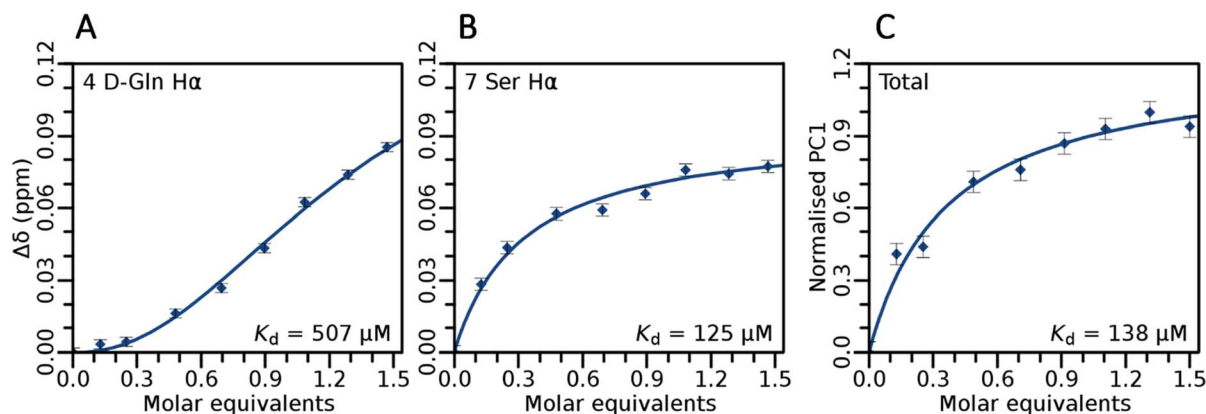 A
0.12
0.09
0.06
0.03
0.00
Δδ (ppm)
4 D-Gln Hα
K_d = 507 μM
0.0 0.3 0.6 0.9 1.2 1.5
Molar equivalents
B
0.12
0.09
0.06
0.03
0.00
7 Ser Hα
K_d = 125 μM
0.0 0.3 0.6 0.9 1.2 1.5
Molar equivalents
C
1.2
0.9
0.6
0.3
0.0
Normalised PC1
Total
K_d = 138 μM
0.0 0.3 0.6 0.9 1.2 1.5
Molar equivalents